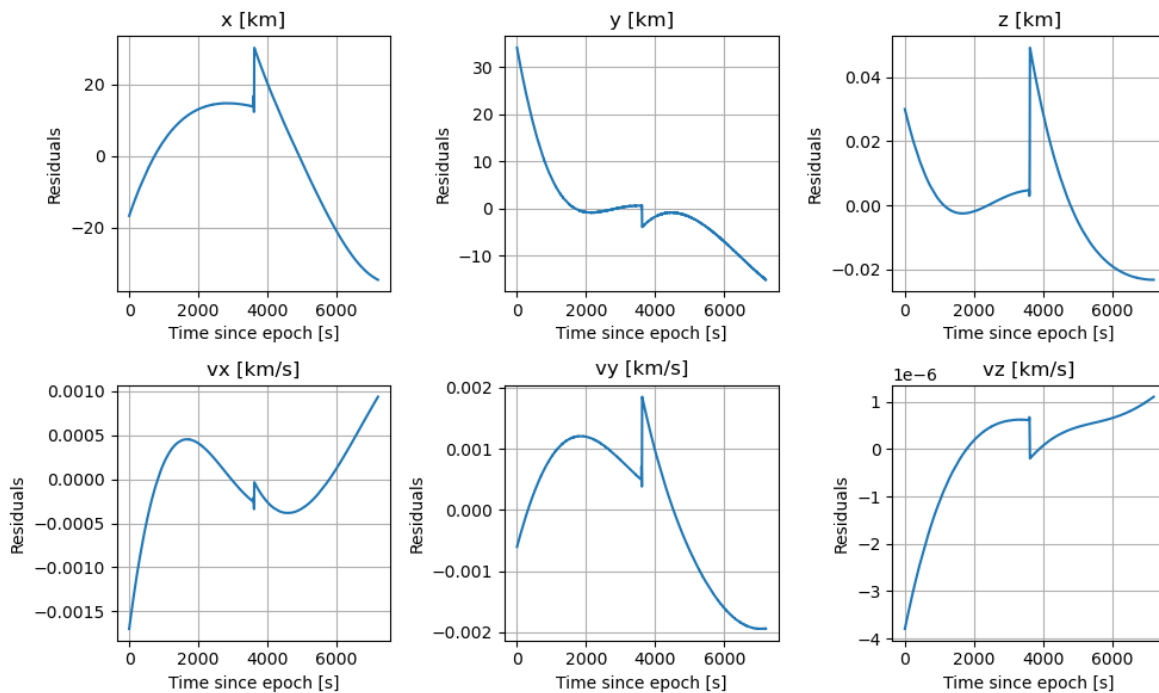 x [km]
y [km]
z [km]
20
0
−20
Residuals
0
2000
4000
6000
Time since epoch [s]
30
20
10
0
−10
Residuals
0
2000
4000
6000
Time since epoch [s]
0.04
0.02
0.00
−0.02
Residuals
0
2000
4000
6000
Time since epoch [s]
vx [km/s]
vy [km/s]
vz [km/s]
0.0010
0.0005
0.0000
−0.0005
−0.0010
−0.0015
Residuals
0
2000
4000
6000
Time since epoch [s]
0.002
0.001
0.000
−0.001
−0.002
Residuals
0
2000
4000
6000
Time since epoch [s]
1e−6
1
0
−1
−2
−3
−4
Residuals
0
2000
4000
6000
Time since epoch [s]